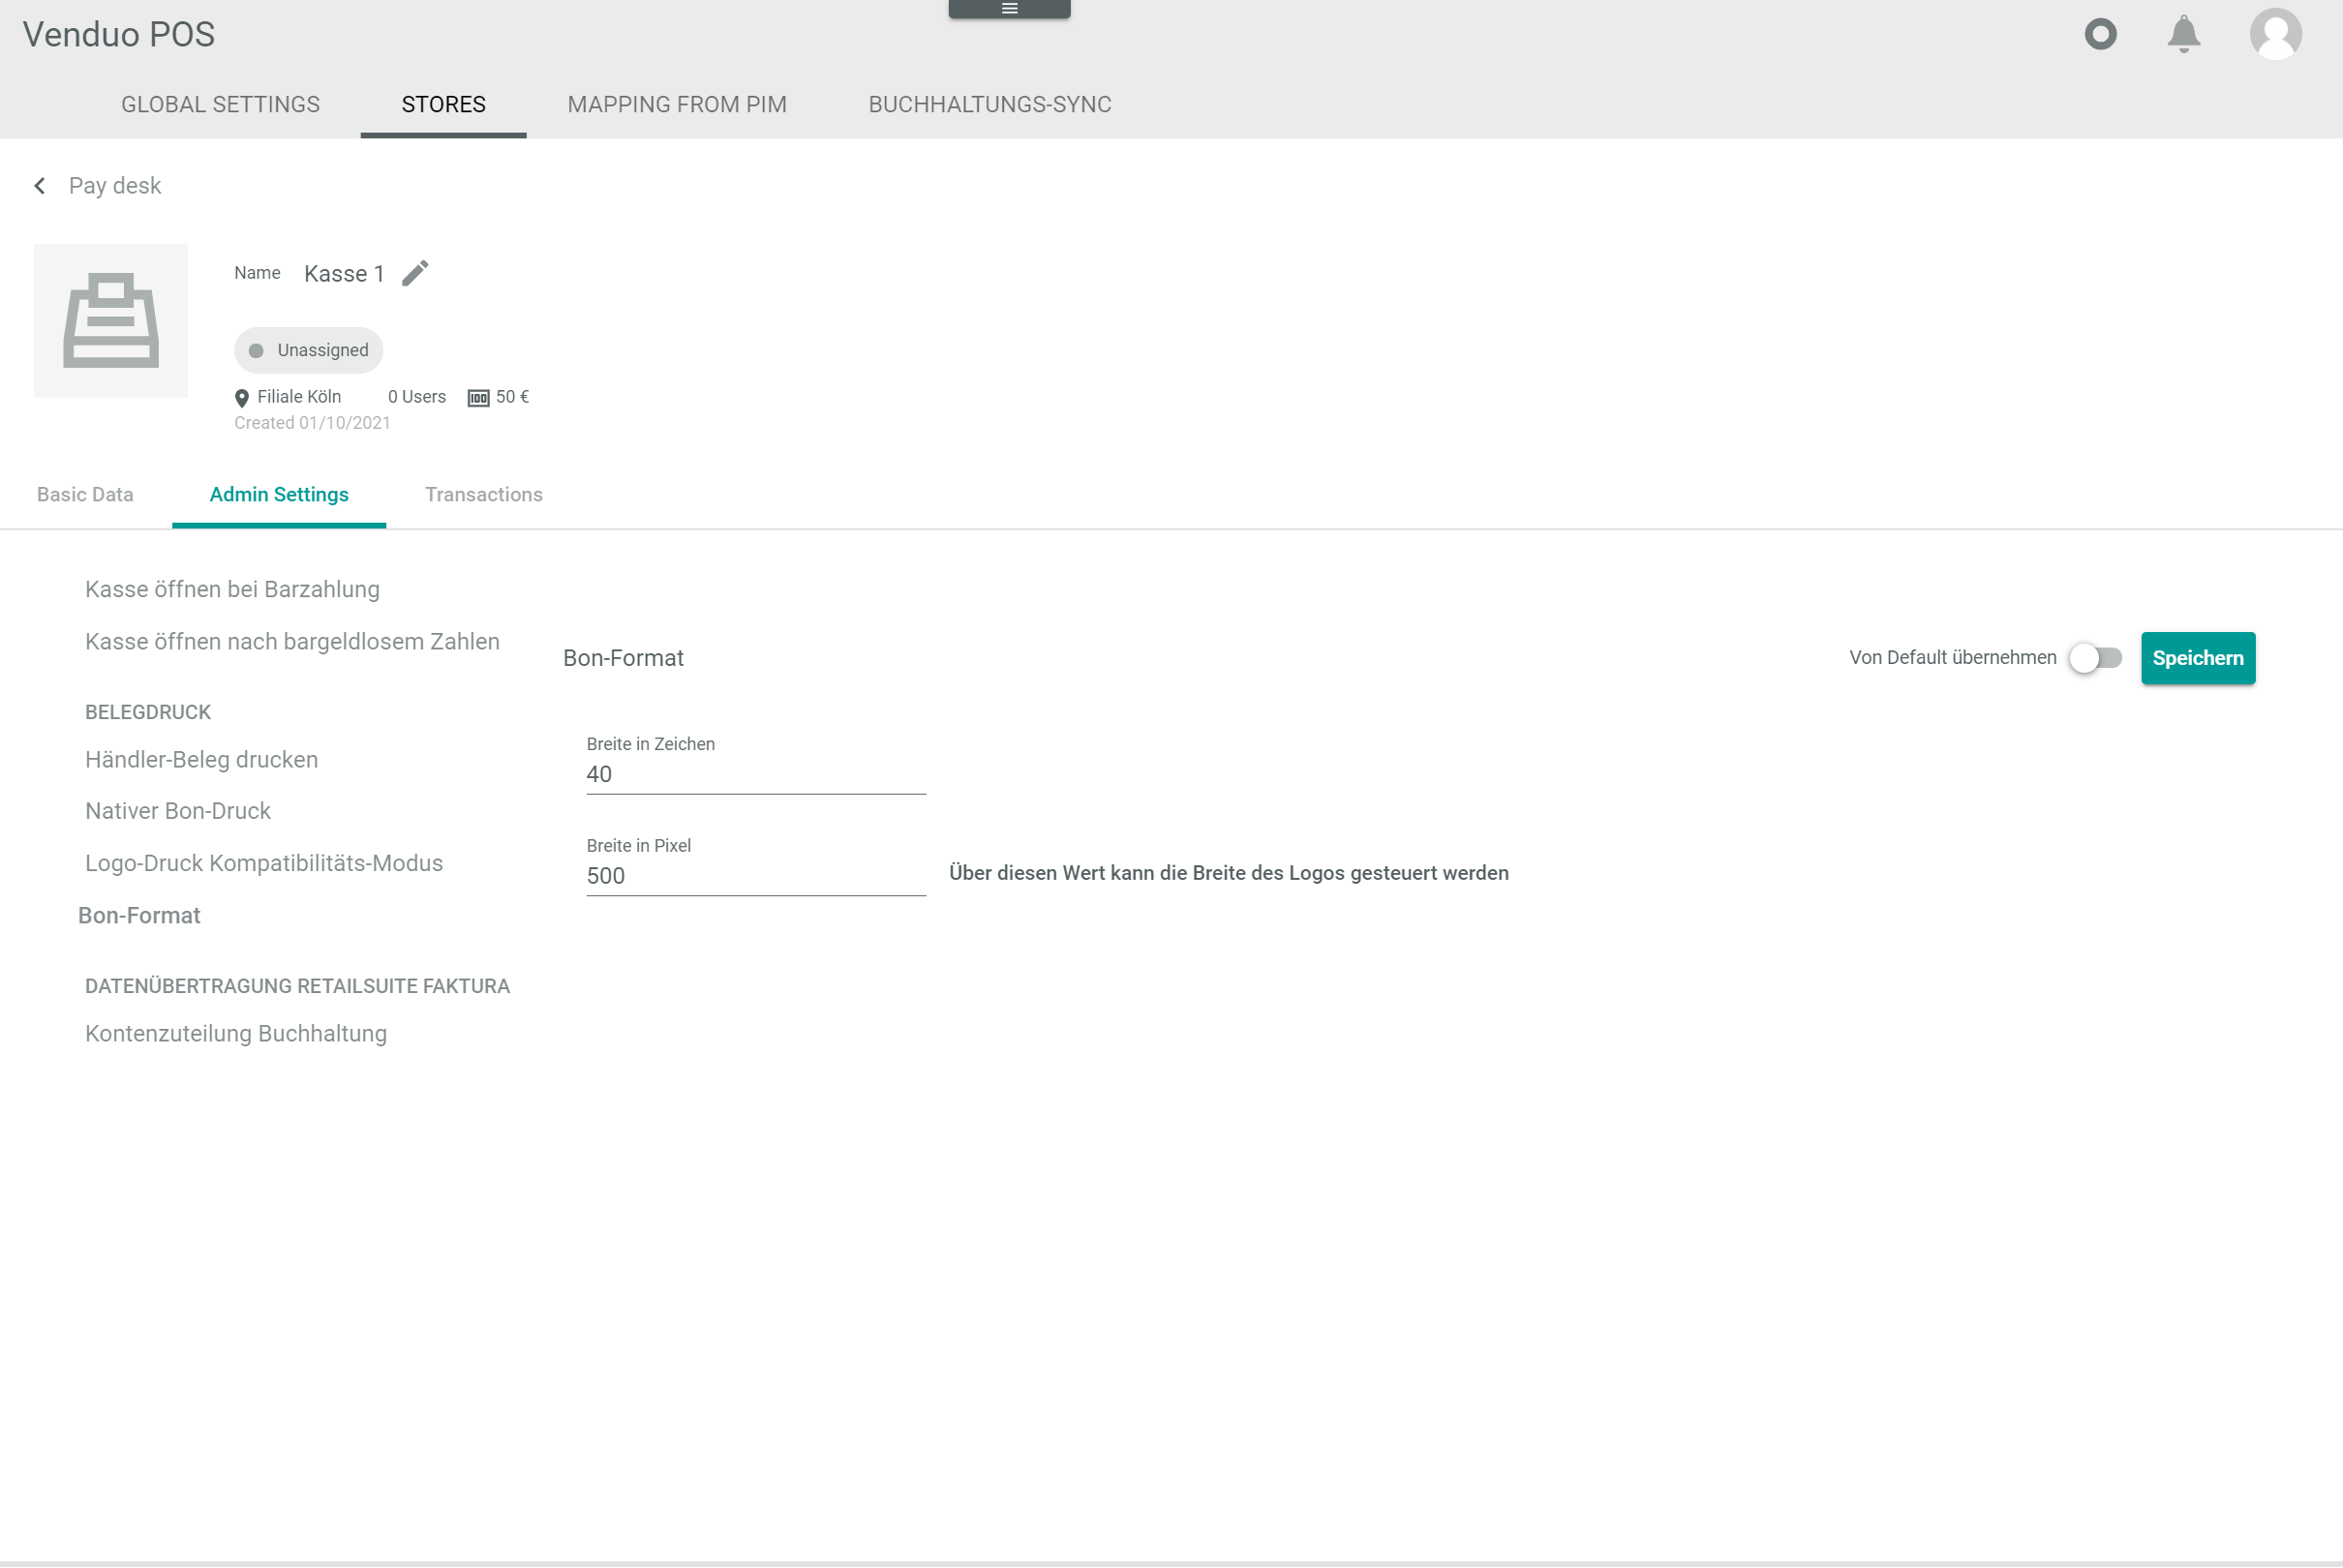 Venduo POS
GLOBAL SETTINGS
STORES
MAPPING FROM PIM
BUCHHALTUNGS-SYNC
Pay desk
Name Kasse 1
Unassigned
Filiale Köln 0 Users 100 50 €
Created 01/10/2021
Basic Data
Admin Settings
Transactions
Kasse öffnen bei Barzahlung
Kasse öffnen nach bargeldlosem Zahlen
BELEGDRUCK
Händler-Beleg drucken
Nativer Bon-Druck
Logo-Druck Kompatibilitäts-Modus
Bon-Format
DATENÜBERTRAGUNG RETAILSUITE FAKTURA
Kontenzuteilung Buchhaltung
Bon-Format
Von Default übernehmen
Speichern
Breite in Zeichen
40
Breite in Pixel
500
Über diesen Wert kann die Breite des Logos gesteuert werden